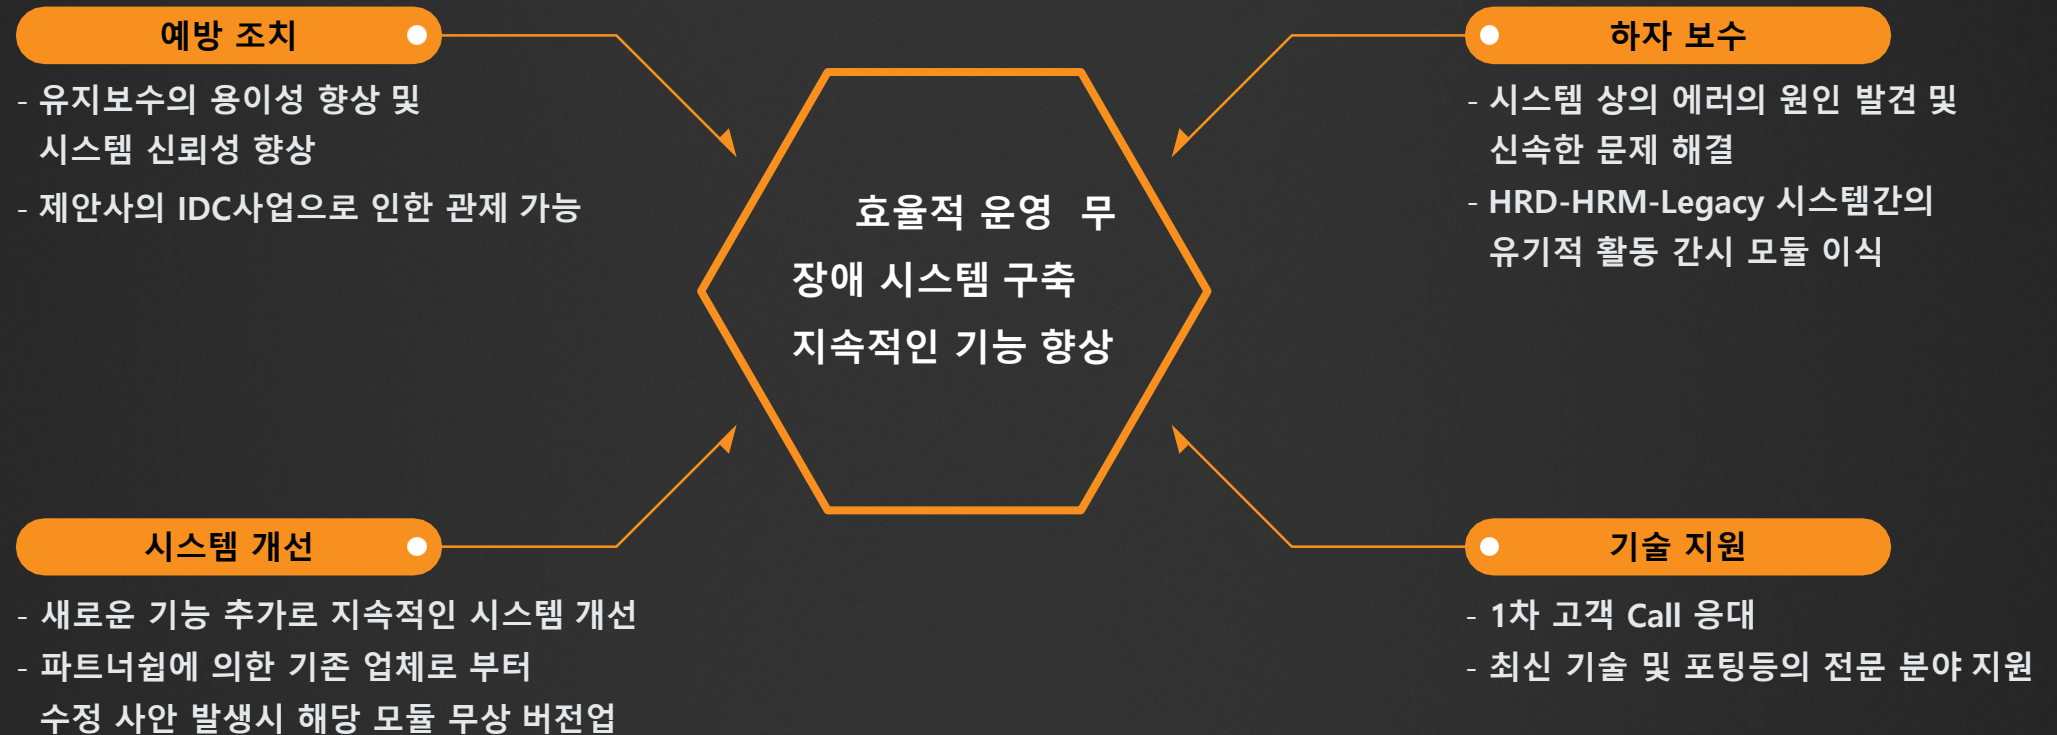 예방 조치
- 유지보수의 용이성 향상 및
시스템 신뢰성 향상
- 제안사의 IDC사업으로 인한 관제 가능
하자 보수
- 시스템 상의 에러의 원인 발견 및
신속한 문제 해결
- HRD-HRM-Legacy 시스템간의
유기적 활동 간시 모듈 이식
효율적 운영 무
장애 시스템 구축
지속적인 기능 향상
시스템 개선
- 새로운 기능 추가로 지속적인 시스템 개선
- 파트너쉽에 의한 기존 업체로 부터
수정 사안 발생시 해당 모듈 무상 버전업
기술 지원
- 1차 고객 Call 응대
- 최신 기술 및 포팅등의 전문 분야 지원